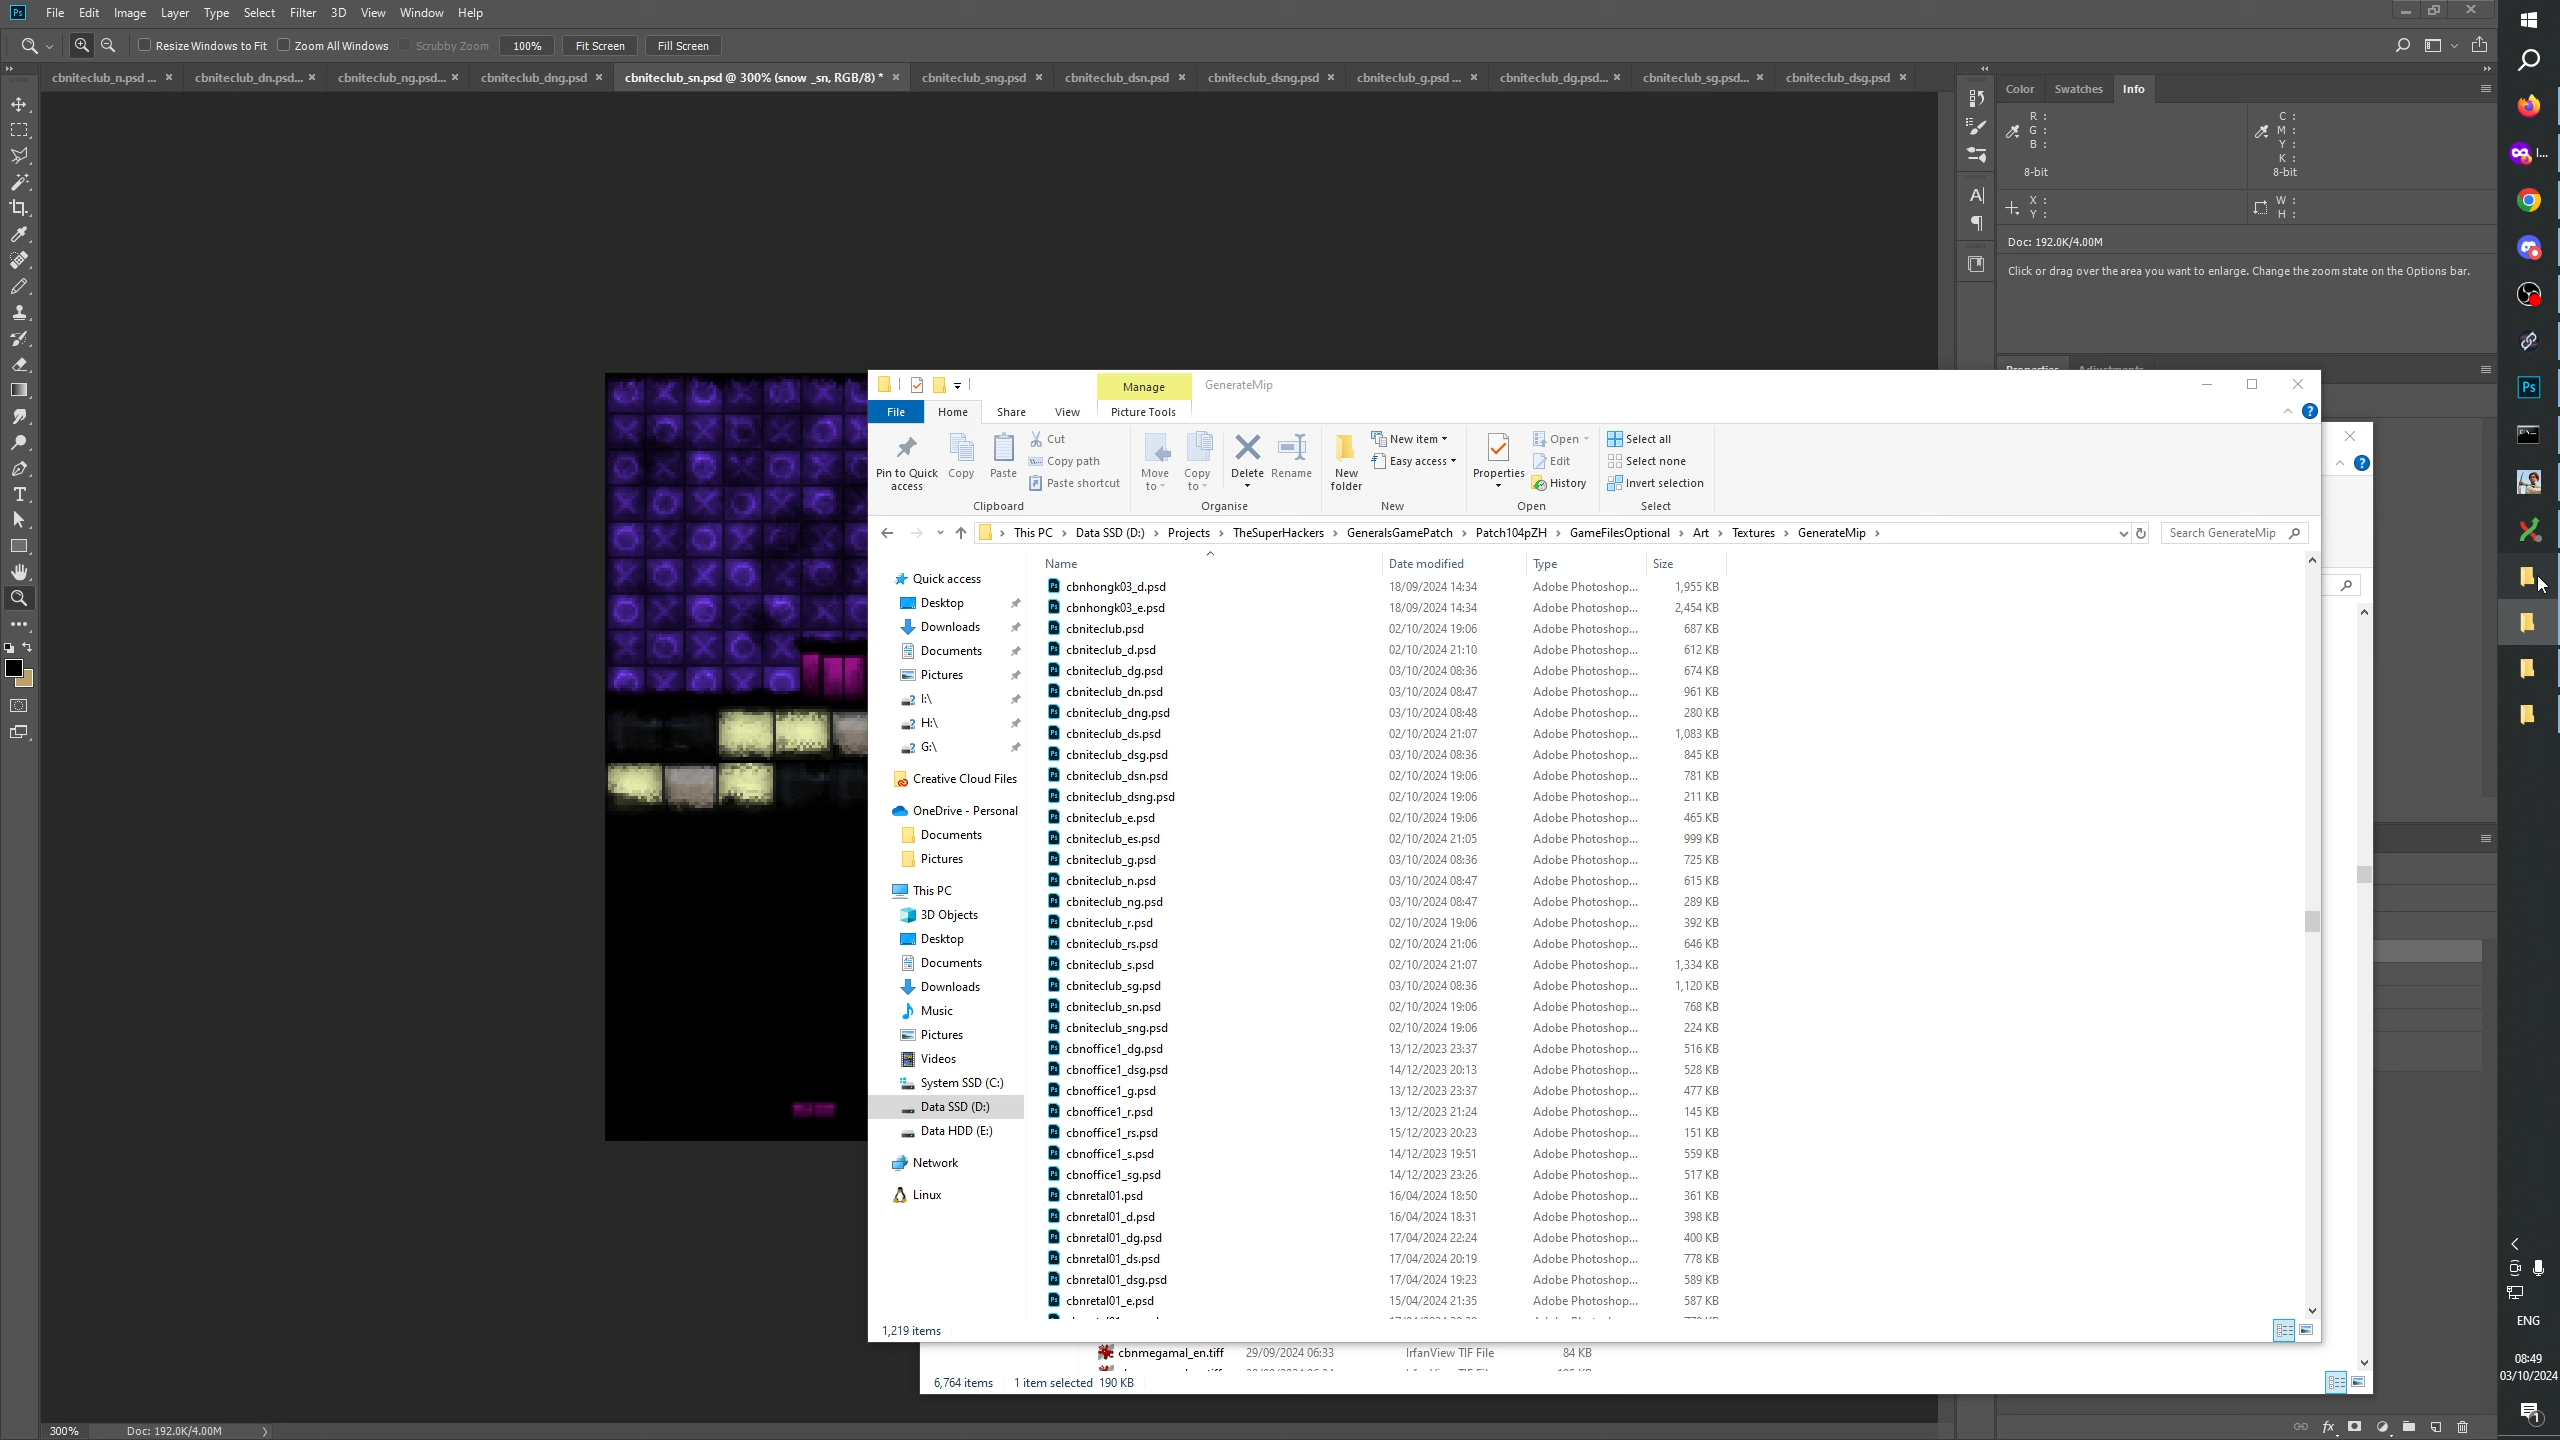 File Edit Image Layer Type Select Filter 3D View Window Help
Resize Windows to Fit Zoom All Windows Scrubby Zoom 100% Fit Screen Fill Screen
cbniteclub_n.psd ... × cbniteclub_dn.psd... × cbniteclub_ng.psd... × cbniteclub_dng.psd × cbniteclub_sn.psd @ 300% (snow _sn, RGB/8) * × cbniteclub_sng.psd × cbniteclub_dsn.psd × cbniteclub_dsng.psd × cbniteclub_g.psd ... × cbniteclub_dg.psd... × cbniteclub_sg.psd... × cbniteclub_dsg.psd ×
Color Swatches Info
R :
G :
B :
8-bit
C :
M :
Y :
K :
8-bit
X :
Y :
W :
H :
Doc: 192.0K/4.00M
Click or drag over the area you want to enlarge. Change the zoom state on the Options bar.
Manage GenerateMip
File Home Share View Picture Tools
Pin to Quick access
Copy
Paste
Cut
Copy path
Paste shortcut
Clipboard
Move to
Copy to
Delete
Rename
Organise
New folder
New item
Easy access
New
Properties
Open
Edit
History
Open
Select all
Select none
Invert selection
Select
This PC > Data SSD (D:) > Projects > TheSuperHackers > GeneralsGamePatch > Patch104pZH > GameFilesOptional > Art > Textures > GenerateMip >
Search GenerateMip
Quick access
Desktop
Downloads
Documents
Pictures
I:\
H:\
G:\
Creative Cloud Files
OneDrive - Personal
Documents
Pictures
This PC
3D Objects
Desktop
Documents
Downloads
Music
Pictures
Videos
System SSD (C:)
Data SSD (D:)
Data HDD (E:)
Network
Linux
Name Date modified Type Size
cbnhongk03_d.psd 18/09/2024 14:34 Adobe Photoshop... 1,955 KB
cbnhongk03_e.psd 18/09/2024 14:34 Adobe Photoshop... 2,454 KB
cbniteclub.psd 02/10/2024 19:06 Adobe Photoshop... 687 KB
cbniteclub_d.psd 02/10/2024 21:10 Adobe Photoshop... 612 KB
cbniteclub_dg.psd 03/10/2024 08:36 Adobe Photoshop... 674 KB
cbniteclub_dn.psd 03/10/2024 08:47 Adobe Photoshop... 961 KB
cbniteclub_dng.psd 03/10/2024 08:48 Adobe Photoshop... 280 KB
cbniteclub_ds.psd 02/10/2024 21:07 Adobe Photoshop... 1,083 KB
cbniteclub_dsg.psd 03/10/2024 08:36 Adobe Photoshop... 845 KB
cbniteclub_dsn.psd 02/10/2024 19:06 Adobe Photoshop... 781 KB
cbniteclub_dsng.psd 02/10/2024 19:06 Adobe Photoshop... 211 KB
cbniteclub_e.psd 02/10/2024 19:06 Adobe Photoshop... 465 KB
cbniteclub_es.psd 02/10/2024 21:05 Adobe Photoshop... 999 KB
cbniteclub_g.psd 03/10/2024 08:36 Adobe Photoshop... 725 KB
cbniteclub_n.psd 03/10/2024 08:47 Adobe Photoshop... 615 KB
cbniteclub_ng.psd 03/10/2024 08:47 Adobe Photoshop... 289 KB
cbniteclub_r.psd 02/10/2024 19:06 Adobe Photoshop... 392 KB
cbniteclub_rs.psd 02/10/2024 21:06 Adobe Photoshop... 646 KB
cbniteclub_s.psd 02/10/2024 21:07 Adobe Photoshop... 1,334 KB
cbniteclub_sg.psd 03/10/2024 08:36 Adobe Photoshop... 1,120 KB
cbniteclub_sn.psd 02/10/2024 19:06 Adobe Photoshop... 768 KB
cbniteclub_sng.psd 02/10/2024 19:06 Adobe Photoshop... 224 KB
cbnoffice1_dg.psd 13/12/2023 23:37 Adobe Photoshop... 516 KB
cbnoffice1_dsg.psd 14/12/2023 20:13 Adobe Photoshop... 528 KB
cbnoffice1_g.psd 13/12/2023 23:37 Adobe Photoshop... 477 KB
cbnoffice1_r.psd 13/12/2023 21:24 Adobe Photoshop... 145 KB
cbnoffice1_rs.psd 15/12/2023 20:23 Adobe Photoshop... 151 KB
cbnoffice1_s.psd 14/12/2023 19:51 Adobe Photoshop... 559 KB
cbnoffice1_sg.psd 14/12/2023 23:26 Adobe Photoshop... 517 KB
cbnretal01.psd 16/04/2024 18:50 Adobe Photoshop... 361 KB
cbnretal01_d.psd 16/04/2024 18:31 Adobe Photoshop... 398 KB
cbnretal01_dg.psd 17/04/2024 22:24 Adobe Photoshop... 400 KB
cbnretal01_ds.psd 17/04/2024 20:19 Adobe Photoshop... 778 KB
cbnretal01_dsg.psd 17/04/2024 19:23 Adobe Photoshop... 589 KB
cbnretal01_e.psd 15/04/2024 21:35 Adobe Photoshop... 587 KB
1,219 items
cbnmegamal_en.tiff 29/09/2024 06:33 IrfanView TIF File 84 KB
6,764 items 1 item selected 190 KB
300% Doc: 192.0K/4.00M
ENG
08:49
03/10/2024